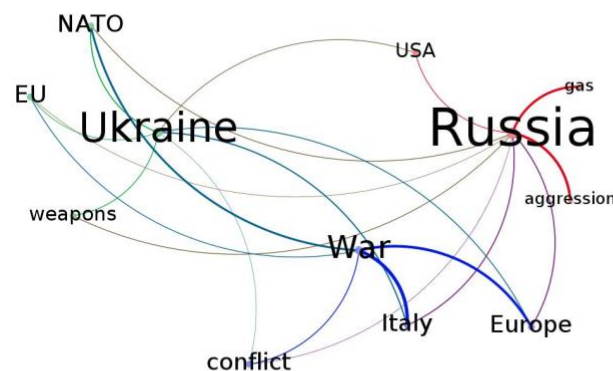 NATO
USA
gas
EU
Ukraine
Russia
aggression
weapons
War
Italy
Europe
conflict